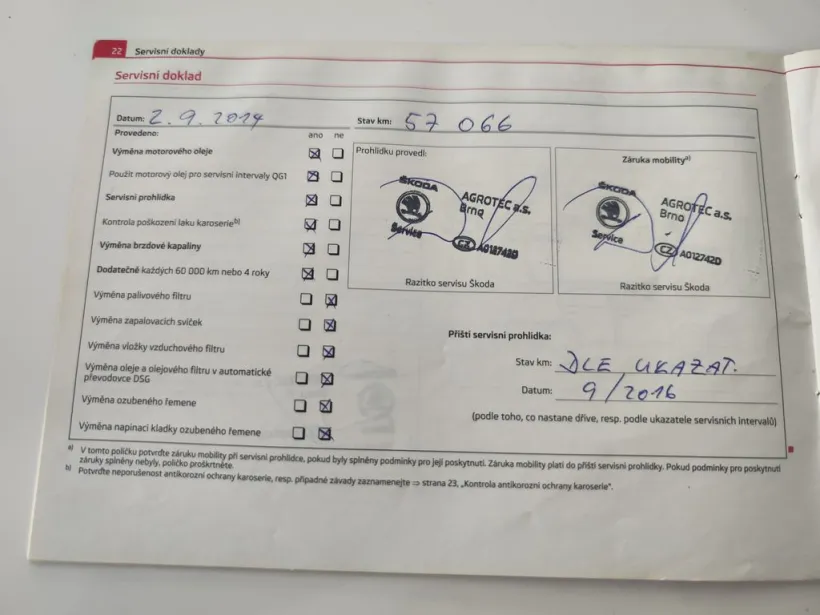 22 Servisní doklady
Servisní doklad
Datum: 2.9.2014
Stav km: 57 066
Provedeno: ano ne
Výměna motorového oleje
Použit motorový olej pro servisní intervaly QG1
Servisní prohlídka
Kontrola poškození laku karoserie b)
Výměna brzdové kapaliny
Dodatečně každých 60 000 km nebo 4 roky
Výměna palivového filtru
Výměna zapalovacích svíček
Výměna vložky vzduchového filtru
Výměna oleje a olejového filtru v automatické
převodovce DSG
Výměna ozubeného řemene
Výměna napínací kladky ozubeného řemene
Prohlídku provedl:
ŠKODA
AGROTEC a.s.
Brno
Service
CZ A012742D
Razítko servisu Škoda
Záruka mobility a)
ŠKODA
AGROTEC a.s.
Brno
Service
CZ A012742D
Razítko servisu Škoda
Příští servisní prohlídka:
Stav km: DLE UKAZAT.
Datum: 9/2016
(podle toho, co nastane dříve, resp. podle ukazatele servisních intervalů)
a) V tomto políčku potvrďte záruku mobility při servisní prohlídce, pokud byly splněny podmínky pro její poskytnutí. Záruka mobility platí do příští servisní prohlídky. Pokud podmínky pro poskytnutí
záruky splněny nebyly, políčko proškrtněte.
b) Potvrďte neporušenost antikorozní ochrany karoserie, resp. případné závady zaznamenejte ⇒ strana 23, „Kontrola antikorozní ochrany karoserie“.